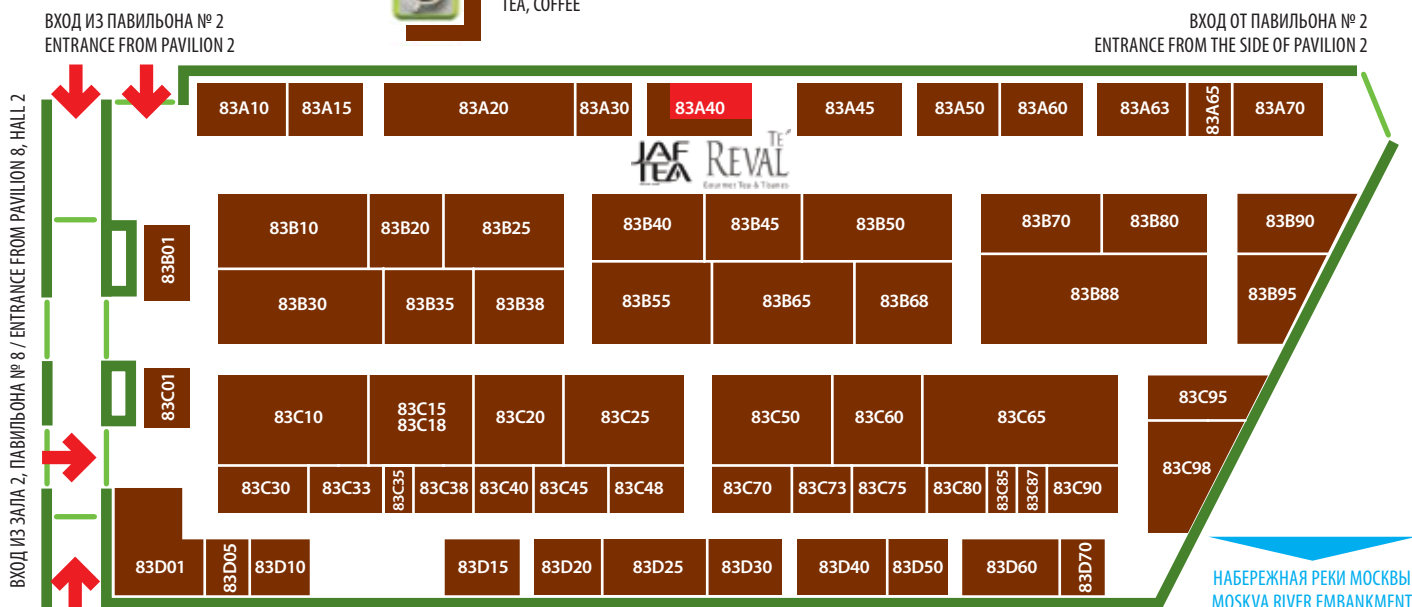 TEA, COFFEE
ВХОД ИЗ ПАВИЛЬОНА № 2
ENTRANCE FROM PAVILION 2
ВХОД ОТ ПАВИЛЬОНА № 2
ENTRANCE FROM THE SIDE OF PAVILION 2
ВХОД ИЗ ЗАЛА 2, ПАВИЛЬОНА № 8 / ENTRANCE FROM PAVILION 8, HALL 2
83A10
83A15
83A20
83A30
83A40
83A45
83A50
83A60
83A63
83A65
83A70
JAF TEA
REVAL TÉ
Gourmet Tea & Tisanes
83B01
83B10
83B20
83B25
83B40
83B45
83B50
83B70
83B80
83B90
83B30
83B35
83B38
83B55
83B65
83B68
83B88
83B95
83C01
83C10
83C15
83C18
83C20
83C25
83C50
83C60
83C65
83C95
83C30
83C33
83C35
83C38
83C40
83C45
83C48
83C70
83C73
83C75
83C80
83C85
83C87
83C90
83C98
83D01
83D05
83D10
83D15
83D20
83D25
83D30
83D40
83D50
83D60
83D70
НАБЕРЕЖНАЯ РЕКИ МОСКВЫ
MOSKVA RIVER EMBANKMENT